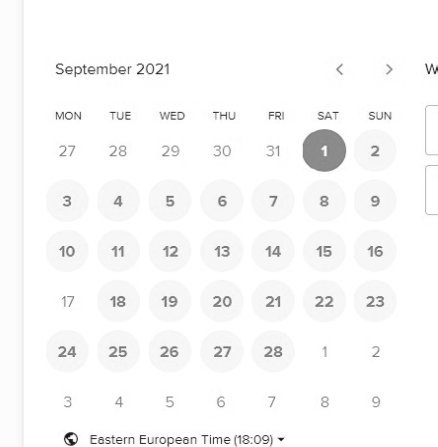 September 2021 < > W
MON TUE WED THU FRI SAT SUN
27 28 29 30 31 1 2
3 4 5 6 7 8 9
10 11 12 13 14 15 16
17 18 19 20 21 22 23
24 25 26 27 28 1 2
3 4 5 6 7 8 9
Eastern European Time (18:09)